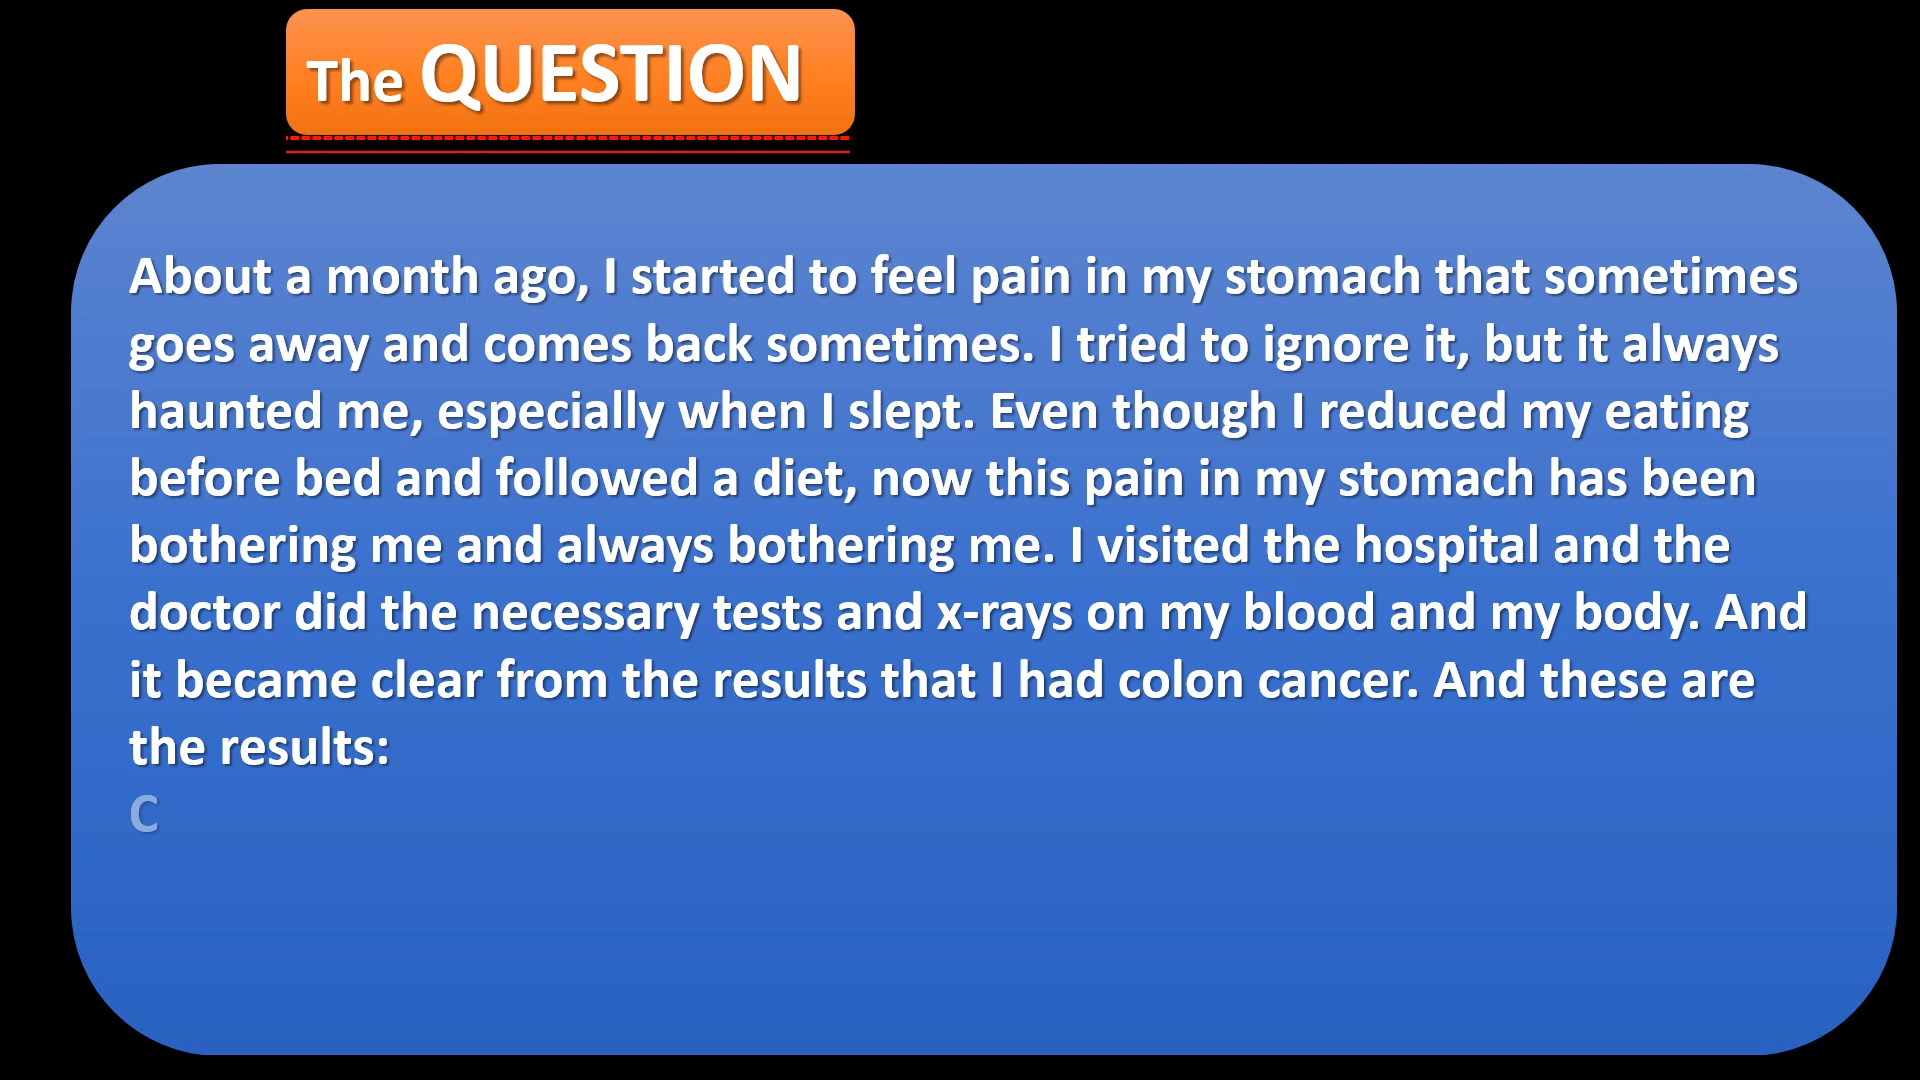 The QUESTION
About a month ago, I started to feel pain in my stomach that sometimes
goes away and comes back sometimes. I tried to ignore it, but it always
haunted me, especially when I slept. Even though I reduced my eating
before bed and followed a diet, now this pain in my stomach has been
bothering me and always bothering me. I visited the hospital and the
doctor did the necessary tests and x-rays on my blood and my body. And
it became clear from the results that I had colon cancer. And these are
the results:
C